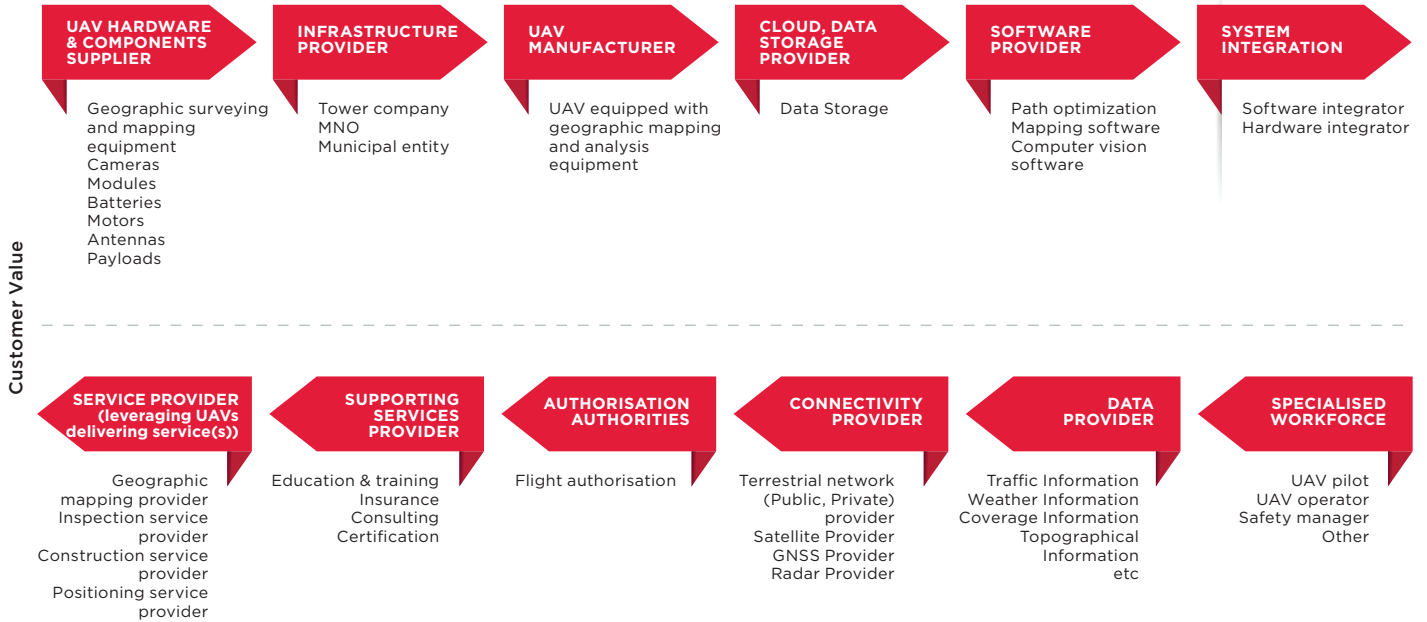 UAV HARDWARE
& COMPONENTS
SUPPLIER
Geographic surveying
and mapping
equipment
Cameras
Modules
Batteries
Motors
Antennas
Payloads
INFRASTRUCTURE
PROVIDER
Tower company
MNO
Municipal entity
UAV
MANUFACTURER
UAV equipped with
geographic mapping
and analysis
equipment
CLOUD, DATA
STORAGE
PROVIDER
Data Storage
SOFTWARE
PROVIDER
Path optimization
Mapping software
Computer vision
software
SYSTEM
INTEGRATION
Software integrator
Hardware integrator
Customer Value
SERVICE PROVIDER
(leveraging UAVs
delivering service(s))
Geographic
mapping provider
Inspection service
provider
Construction service
provider
Positioning service
provider
SUPPORTING
SERVICES
PROVIDER
Education & training
Insurance
Consulting
Certification
AUTHORISATION
AUTHORITIES
Flight authorisation
CONNECTIVITY
PROVIDER
Terrestrial network
(Public, Private)
provider
Satellite Provider
GNSS Provider
Radar Provider
DATA
PROVIDER
Traffic Information
Weather Information
Coverage Information
Topographical
Information
etc
SPECIALISED
WORKFORCE
UAV pilot
UAV operator
Safety manager
Other